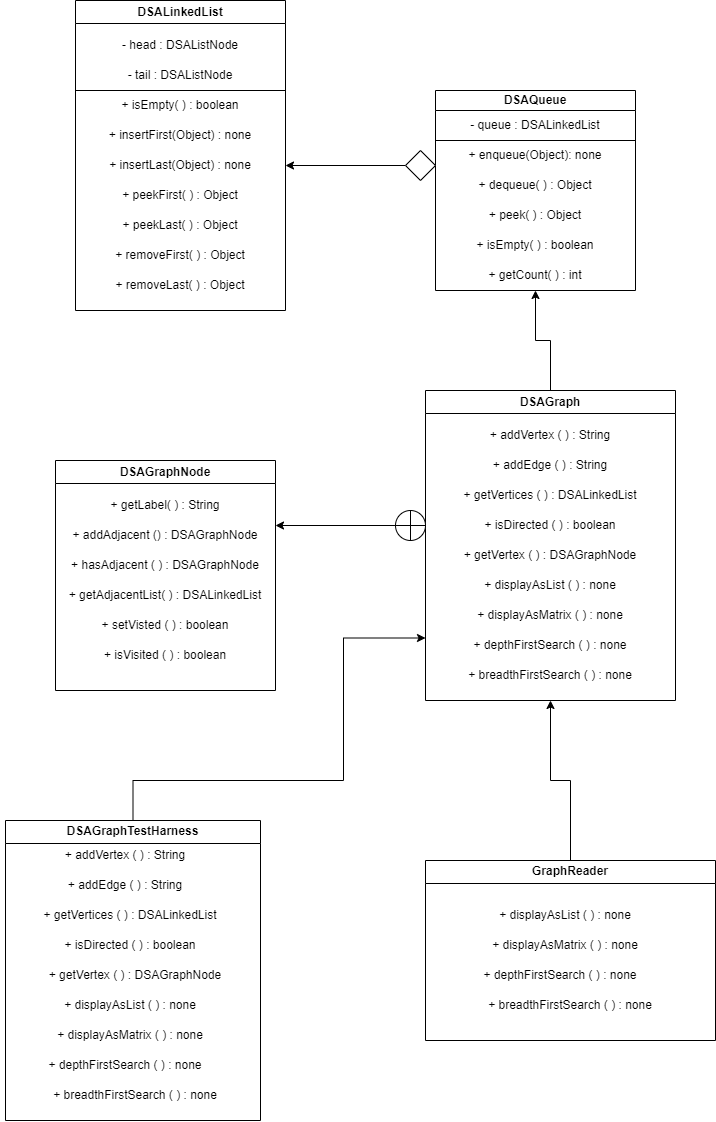 DSALinkedList
- head : DSAListNode
- tail : DSAListNode
+ isEmpty( ) : boolean
+ insertFirst(Object) : none
+ insertLast(Object) : none
+ peekFirst( ) : Object
+ peekLast( ) : Object
+ removeFirst( ) : Object
+ removeLast( ) : Object
DSAQueue
- queue : DSALinkedList
+ enqueue(Object): none
+ dequeue( ) : Object
+ peek( ) : Object
+ isEmpty( ) : boolean
+ getCount( ) : int
DSAGraph
+ addVertex ( ) : String
+ addEdge ( ) : String
+ getVertices ( ) : DSALinkedList
+ isDirected ( ) : boolean
+ getVertex ( ) : DSAGraphNode
+ displayAsList ( ) : none
+ displayAsMatrix ( ) : none
+ depthFirstSearch ( ) : none
+ breadthFirstSearch ( ) : none
DSAGraphNode
+ getLabel( ) : String
+ addAdjacent () : DSAGraphNode
+ hasAdjacent ( ) : DSAGraphNode
+ getAdjacentList( ) : DSALinkedList
+ setVisted ( ) : boolean
+ isVisited ( ) : boolean
DSAGraphTestHarness
+ addVertex ( ) : String
+ addEdge ( ) : String
+ getVertices ( ) : DSALinkedList
+ isDirected ( ) : boolean
+ getVertex ( ) : DSAGraphNode
+ displayAsList ( ) : none
+ displayAsMatrix ( ) : none
+ depthFirstSearch ( ) : none
+ breadthFirstSearch ( ) : none
GraphReader
+ displayAsList ( ) : none
+ displayAsMatrix ( ) : none
+ depthFirstSearch ( ) : none
+ breadthFirstSearch ( ) : none